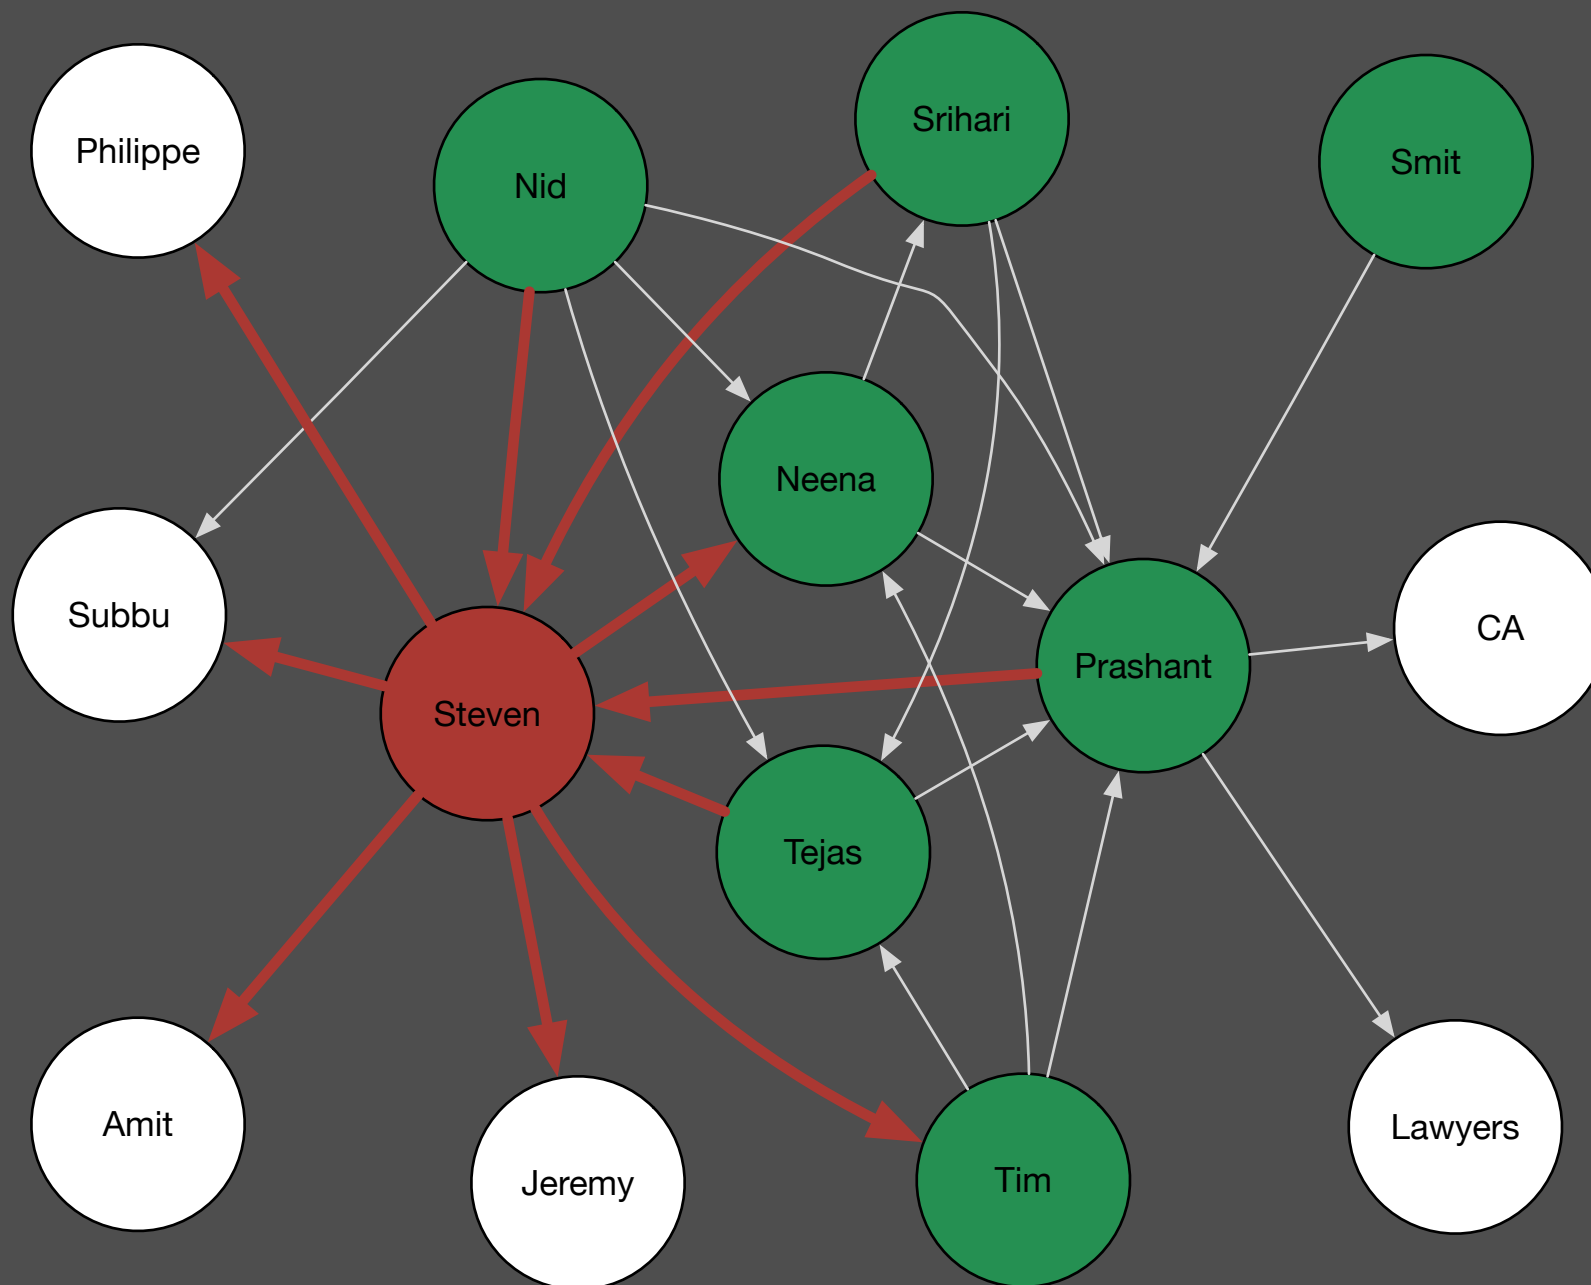 Srihari
Philippe
Smit
Nid
Neena
Subbu
CA
Prashant
Steven
Tejas
Amit
Lawyers
Tim
Jeremy